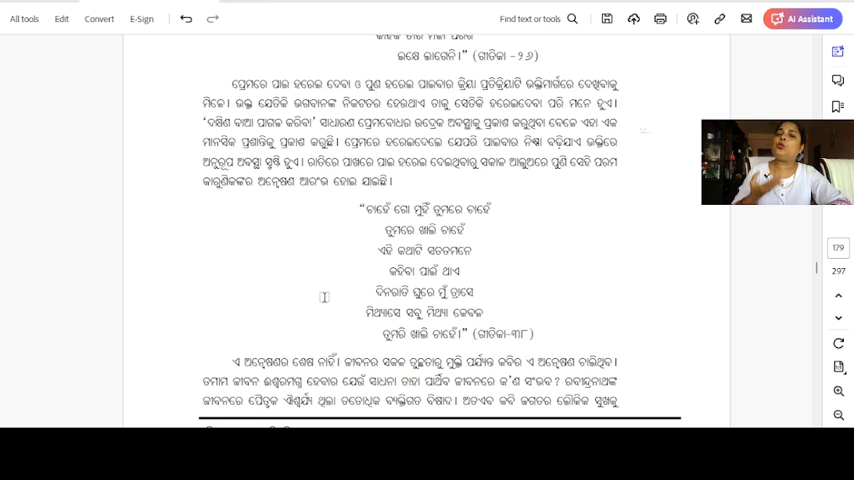 All tools Edit Convert E-Sign Find text or tools AI Assistant
ଇଚ୍ଛେ ଲାଗେନି।” (ଗୀତିକା -୨୬)
ପ୍ରେମରେ ପାଇ ହରେଇ ଦେବା ଓ ପୁଣ ହରେଇ ପାଇବାର କ୍ରିୟା ପ୍ରତିକ୍ରିୟାଟି ଭକ୍ତିମାର୍ଗରେ ଦେଖିବାକୁ
ମିଳେ। ଭକ୍ତ ଯେତିକି ଭଗବାନଙ୍କ ନିକଟତର ହେଉଥାଏ ତାକୁ ସେତିକି ହରେଇଦେବା ପରି ମନେ ହୁଏ।
‘ଦକ୍ଷିଣ ବାଆ ପାଗଳ କରିବା’ ସାଧାରଣ ପ୍ରେମବୋଧର ଉଦ୍ରେକ ଅବସ୍ଥାକୁ ପ୍ରକାଶ କରୁଥିବା ବେଳେ ଏହା ଏକ
ମାନସିକ ପ୍ରଶାନ୍ତିକୁ ପ୍ରକାଶ କରୁଛି। ପ୍ରେମରେ ହରେଇଦେଲେ ଯେପରି ପାଇବାର ନିଷ୍ଠା ବଢ଼ିଯାଏ ଭକ୍ତିରେ
ଅନୁରୂପ ଅବସ୍ଥା ସୃଷ୍ଟି ହୁଏ। ରାତିରେ ପାଖରେ ପାଇ ହରେଇ ଦେଇଥିବାରୁ ସକାଳ ଆଲୁଅରେ ପୁଣି ସେହି ପରମ
କାରୁଣିକଙ୍କର ଅନ୍ୱେଷଣ ଆରଂଭ ହୋଇ ଯାଇଛି।
“ଚାହେଁ ଗୋ ମୁହିଁ ତୁମରେ ଚାହେଁ
ତୁମରେ ଖାଲି ଚାହେଁ
ଏହି କଥାଟି ସତତମନେ
କହିବା ପାଇଁ ଥାଏ
ଦିନରାତି ଘୁରେ ମୁଁ ତ୍ରାସେ
ମିଥ୍ୟାସେ ସବୁ ମିଥ୍ୟା କେବଳ
ତୁମରି ଖାଲି ଚାହେଁ।” (ଗୀତିକା-୩୮)
ଏ ଅନ୍ୱେଷଣର ଶେଷ ନାହିଁ। ଜୀବନର ସକଳ ତୁଚ୍ଛତାରୁ ମୁକ୍ତି ପର୍ଯ୍ୟନ୍ତ କବିର ଏ ଅନ୍ୱେଷଣ ଚାଲିଥିବ।
ତମାମ ଜୀବନ ଈଶ୍ୱରମଗ୍ନ ହେବାର ଯେଉଁ ସାଧନା ତାହା ପାର୍ଥିବ ଜୀବନରେ କ’ଣ ସଂଭବ ? ରବୀନ୍ଦ୍ରନାଥଙ୍କ
ଜୀବନରେ ପୈତୃକ ଐଶ୍ୱର୍ଯ୍ୟ ଥିଲା ତତୋଧିକ ବ୍ୟକ୍ତିଗତ ବିଷାଦ। ଅତଏବ କବି ଜଗତର ଲୌକିକ ସୁଖକୁ
179
297